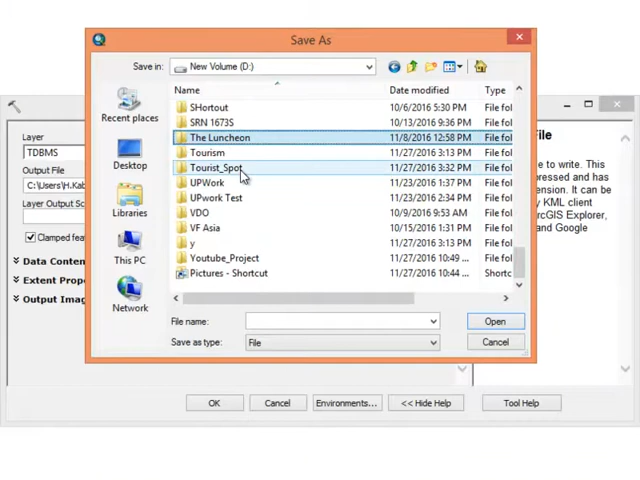 Save As
Save in: New Volume (D:)
Name Date modified Type
SHortout 10/6/2016 5:30 PM File fol
SRN 1673S 10/13/2016 9:36 PM File fol
The Luncheon 11/8/2016 12:58 PM File fol
Tourism 11/27/2016 3:13 PM File fol
Tourist_Spot 11/27/2016 3:32 PM File fol
UPWork 11/23/2016 1:37 PM File fol
UPwork Test 11/23/2016 1:48 PM File fol
VDO 10/9/2016 9:53 AM File fol
VF Asia 10/15/2016 1:31 PM File fol
y 11/27/2016 3:13 PM File fol
Youtube_Project 11/27/2016 10:49 ... File fol
Pictures - Shortcut 11/27/2016 10:44 ... Shortc
Recent places
Desktop
Libraries
This PC
Network
File name: Open
Save as type: File Cancel
Layer
TDBMS
Output File
C:\Users\H.Kab
Layer Output Sc
Clamped featu
Data Conten
Extent Prope
Output Imag
File
e to write. This
pressed and has
ension. It can be
y KML client
rcGIS Explorer,
and Google
OK Cancel Environments... << Hide Help Tool Help